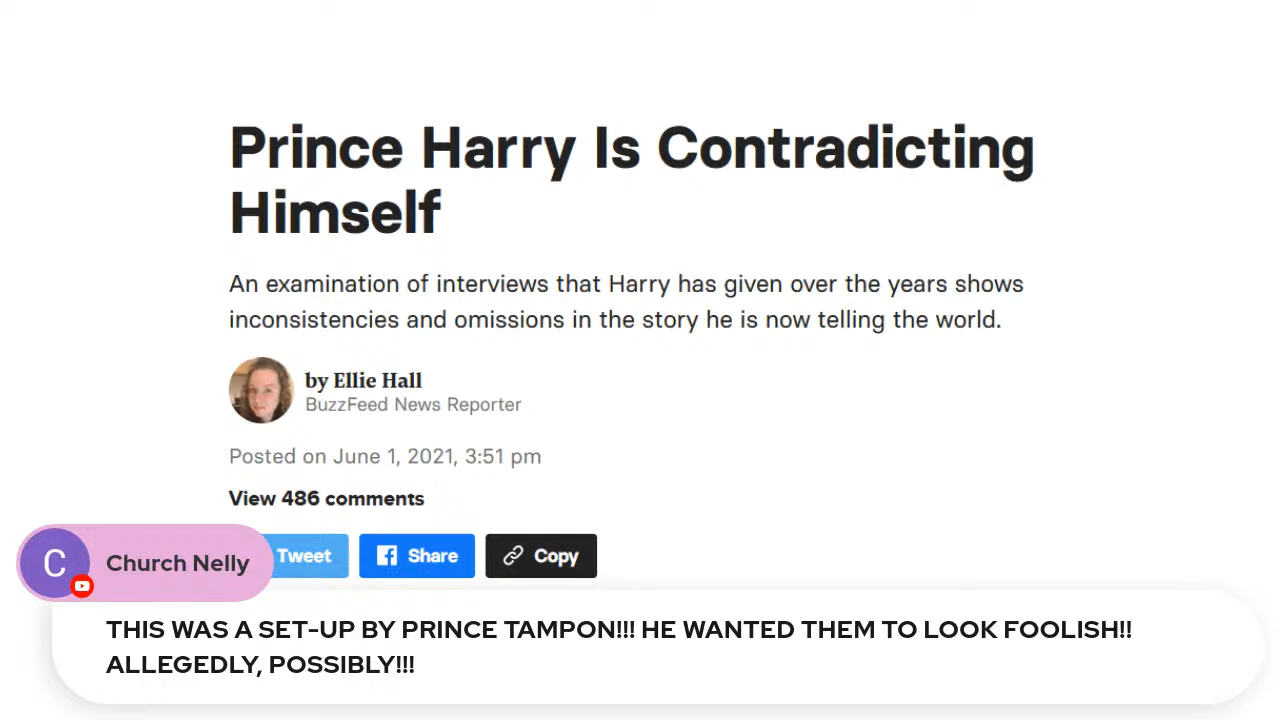 Prince Harry Is Contradicting
Himself
An examination of interviews that Harry has given over the years shows
inconsistencies and omissions in the story he is now telling the world.
by Ellie Hall
BuzzFeed News Reporter
Posted on June 1, 2021, 3:51 pm
View 486 comments
Tweet Share Copy
C Church Nelly
THIS WAS A SET-UP BY PRINCE TAMPON!!! HE WANTED THEM TO LOOK FOOLISH!!
ALLEGEDLY, POSSIBLY!!!